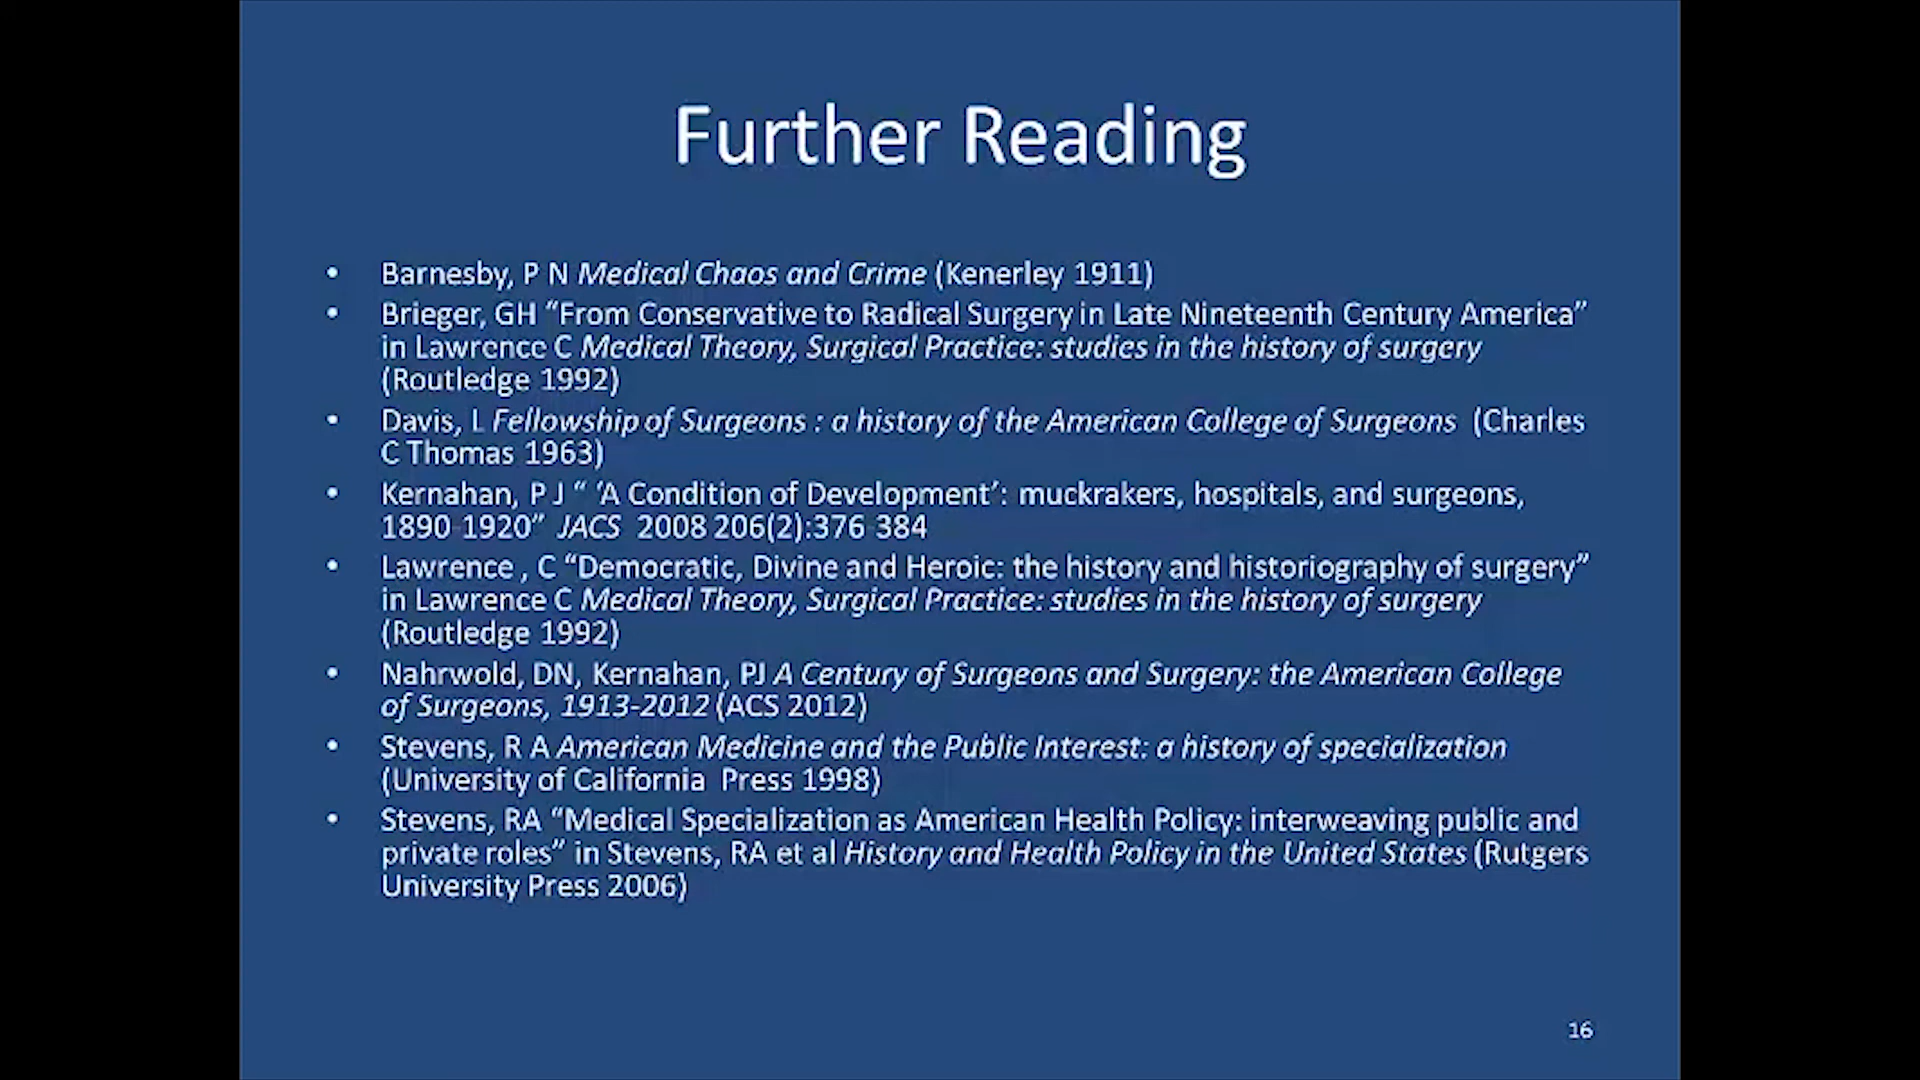 Further Reading
• Barnesby, P N Medical Chaos and Crime (Kenerley 1911)
• Brieger, GH “From Conservative to Radical Surgery in Late Nineteenth Century America”
in Lawrence C Medical Theory, Surgical Practice: studies in the history of surgery
(Routledge 1992)
• Davis, L Fellowship of Surgeons : a history of the American College of Surgeons (Charles
C Thomas 1963)
• Kernahan, P J “ ‘A Condition of Development’: muckrakers, hospitals, and surgeons,
1890-1920” JACS 2008 206(2):376-384
• Lawrence , C “Democratic, Divine and Heroic: the history and historiography of surgery”
in Lawrence C Medical Theory, Surgical Practice: studies in the history of surgery
(Routledge 1992)
• Nahrwold, DN, Kernahan, PJ A Century of Surgeons and Surgery: the American College
of Surgeons, 1913-2012 (ACS 2012)
• Stevens, R A American Medicine and the Public Interest: a history of specialization
(University of California Press 1998)
• Stevens, RA “Medical Specialization as American Health Policy: interweaving public and
private roles” in Stevens, RA et al History and Health Policy in the United States (Rutgers
University Press 2006)
16